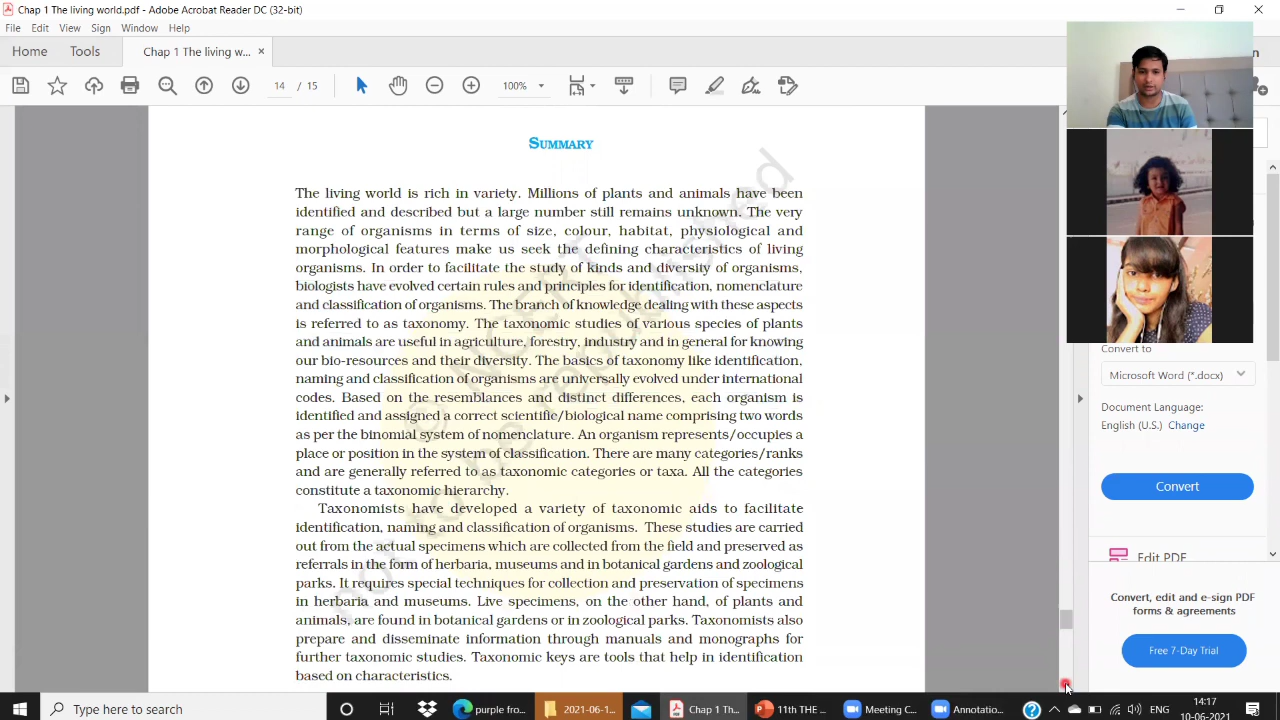 Chap 1 The living world.pdf - Adobe Acrobat Reader DC (32-bit)
File Edit View Sign Window Help
Home Tools Chap 1 The living w... ×
14 / 15 100%
SUMMARY
The living world is rich in variety. Millions of plants and animals have been
identified and described but a large number still remains unknown. The very
range of organisms in terms of size, colour, habitat, physiological and
morphological features make us seek the defining characteristics of living
organisms. In order to facilitate the study of kinds and diversity of organisms,
biologists have evolved certain rules and principles for identification, nomenclature
and classification of organisms. The branch of knowledge dealing with these aspects
is referred to as taxonomy. The taxonomic studies of various species of plants
and animals are useful in agriculture, forestry, industry and in general for knowing
our bio-resources and their diversity. The basics of taxonomy like identification,
naming and classification of organisms are universally evolved under international
codes. Based on the resemblances and distinct differences, each organism is
identified and assigned a correct scientific/biological name comprising two words
as per the binomial system of nomenclature. An organism represents/occupies a
place or position in the system of classification. There are many categories/ranks
and are generally referred to as taxonomic categories or taxa. All the categories
constitute a taxonomic hierarchy.
Taxonomists have developed a variety of taxonomic aids to facilitate
identification, naming and classification of organisms. These studies are carried
out from the actual specimens which are collected from the field and preserved as
referrals in the form of herbaria, museums and in botanical gardens and zoological
parks. It requires special techniques for collection and preservation of specimens
in herbaria and museums. Live specimens, on the other hand, of plants and
animals, are found in botanical gardens or in zoological parks. Taxonomists also
prepare and disseminate information through manuals and monographs for
further taxonomic studies. Taxonomic keys are tools that help in identification
based on characteristics.
© NCERT
not to be republished
Convert to
Microsoft Word (*.docx)
Document Language:
English (U.S.) Change
Convert
Edit PDF
Convert, edit and e-sign PDF
forms & agreements
Free 7-Day Trial
Type here to search
purple fro...
2021-06-1...
Chap 1 Th...
11th THE ...
Meeting C...
Annotatio...
ENG
14:17
10-06-2021